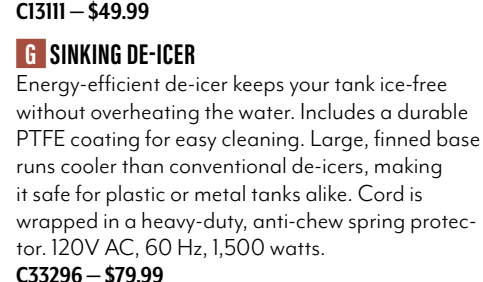 C13111 — $49.99
G SINKING DE-ICER
Energy-efficient de-icer keeps your tank ice-free
without overheating the water. Includes a durable
PTFE coating for easy cleaning. Large, finned base
runs cooler than conventional de-icers, making
it safe for plastic or metal tanks alike. Cord is
wrapped in a heavy-duty, anti-chew spring protec-
tor. 120V AC, 60 Hz, 1,500 watts.
C33296 — $79.99